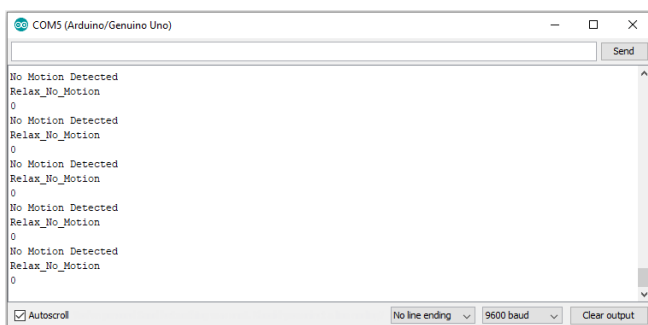 COM5 (Arduino/Genuino Uno)
Send
No Motion Detected
Relax_No_Motion
0
No Motion Detected
Relax_No_Motion
0
No Motion Detected
Relax_No_Motion
0
No Motion Detected
Relax_No_Motion
0
No Motion Detected
Relax_No_Motion
0
Autoscroll No line ending 9600 baud Clear output